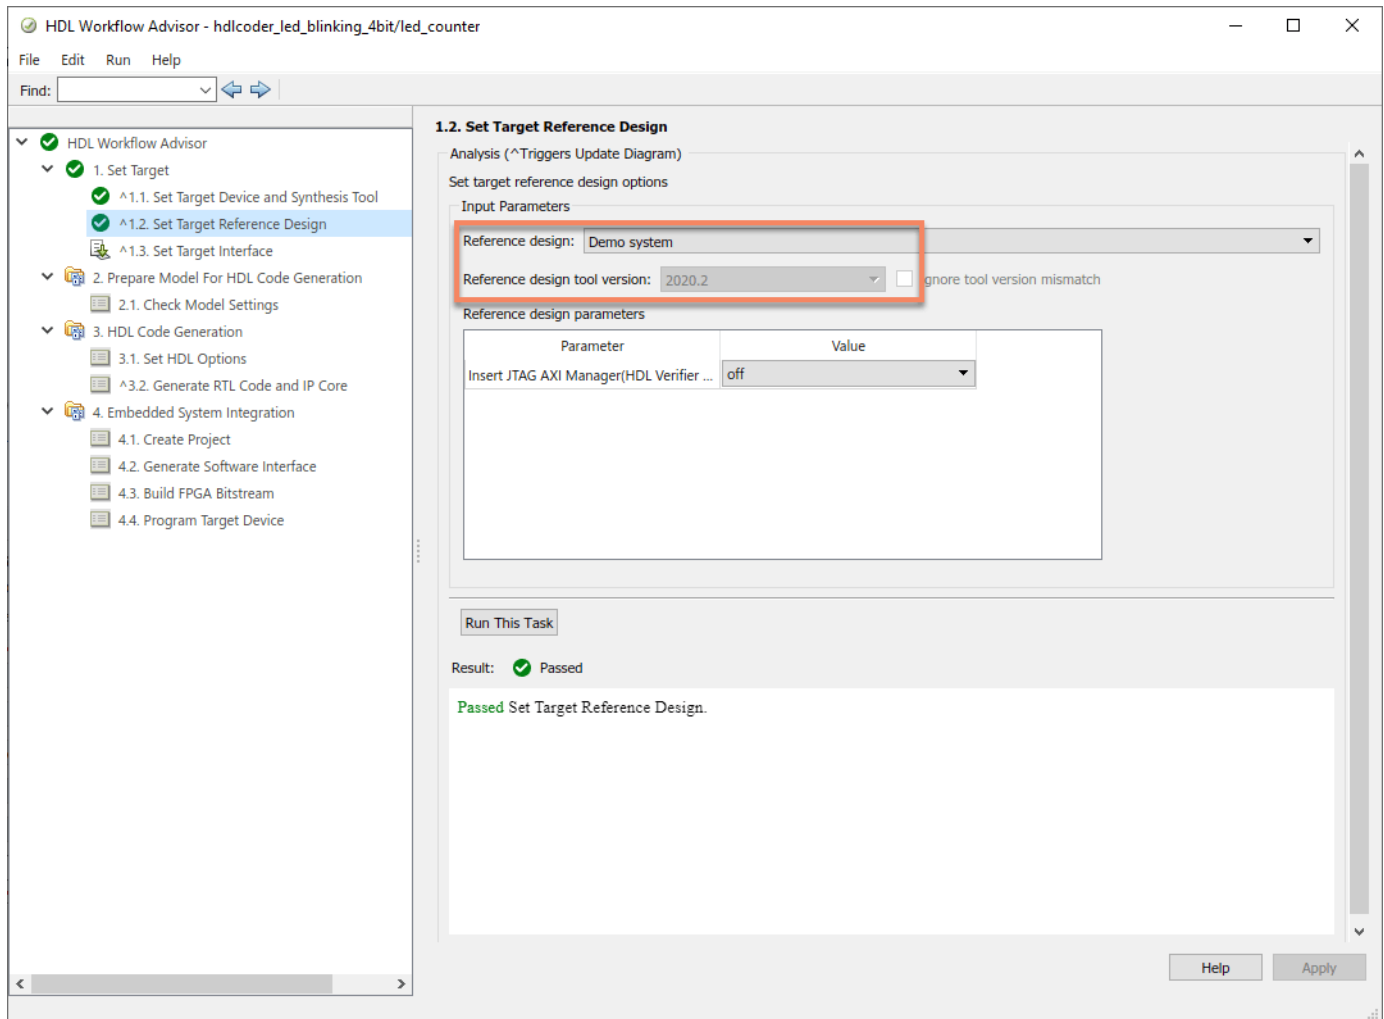 HDL Workflow Advisor - hdlcoder_led_blinking_4bit/led_counter
File Edit Run Help
Find:
HDL Workflow Advisor
1. Set Target
^1.1. Set Target Device and Synthesis Tool
^1.2. Set Target Reference Design
^1.3. Set Target Interface
2. Prepare Model For HDL Code Generation
2.1. Check Model Settings
3. HDL Code Generation
3.1. Set HDL Options
^3.2. Generate RTL Code and IP Core
4. Embedded System Integration
4.1. Create Project
4.2. Generate Software Interface
4.3. Build FPGA Bitstream
4.4. Program Target Device
1.2. Set Target Reference Design
Analysis (^Triggers Update Diagram)
Set target reference design options
Input Parameters
Reference design: Demo system
Reference design tool version: 2020.2 gnore tool version mismatch
Reference design parameters
Parameter Value
Insert JTAG AXI Manager(HDL Verifier ... off
Run This Task
Result: Passed
Passed Set Target Reference Design.
Help Apply